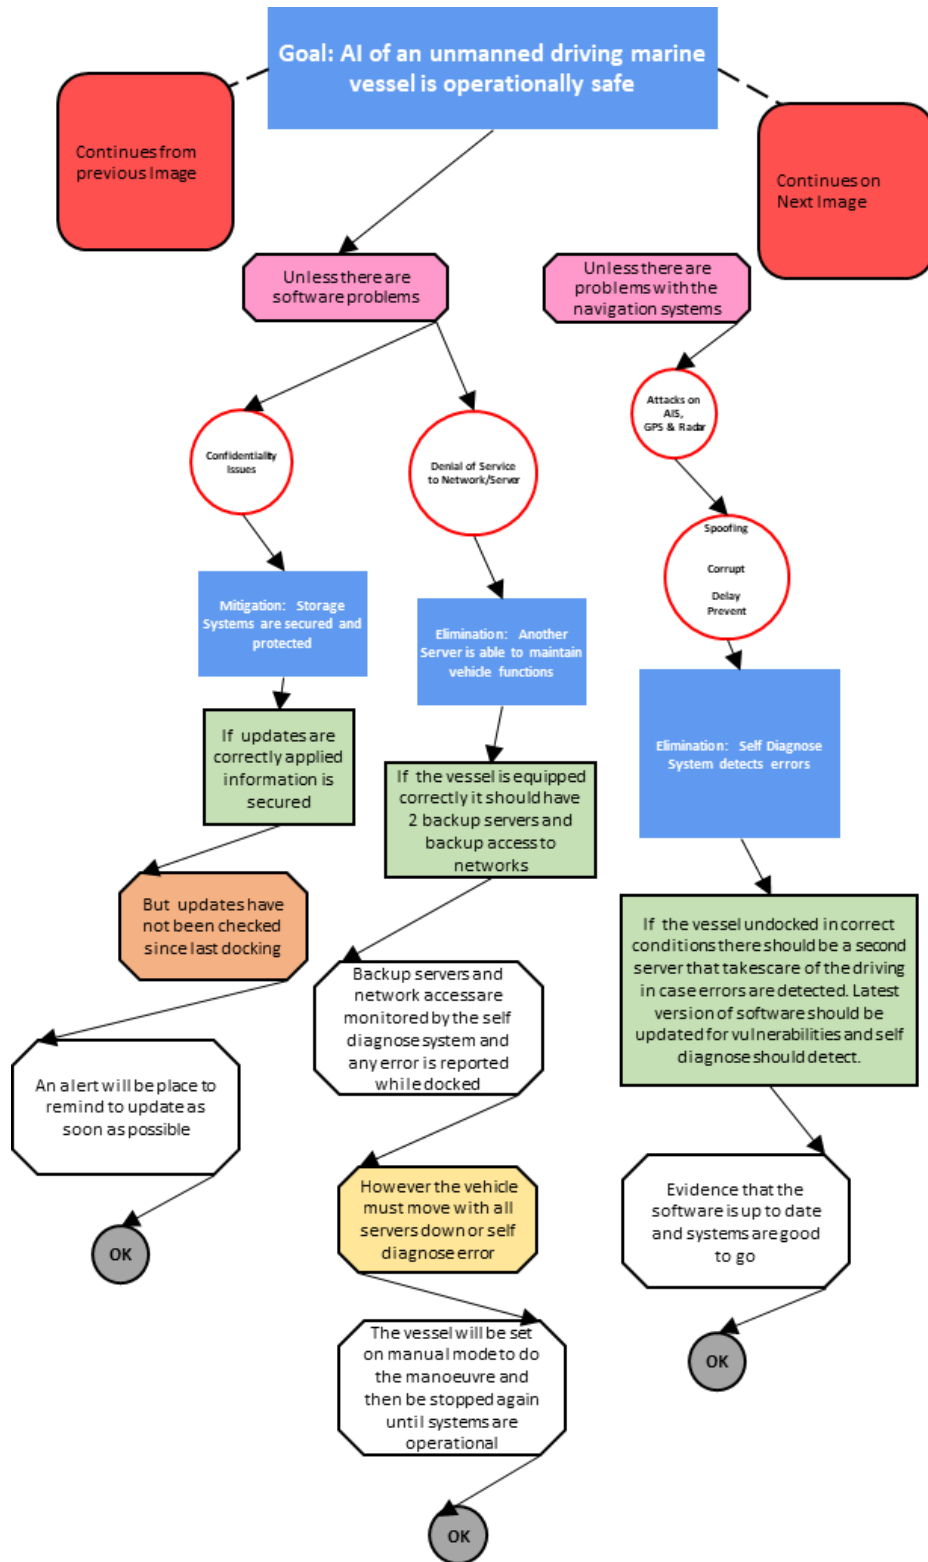 Goal: AI of an unmanned driving marine
vessel is operationally safe
Continues from
previous Image
Continues on
Next Image
Unless there are
software problems
Unless there are
problems with the
navigation systems
Confidentiality
Issues
Denial of Service
to Network/Server
Attacks on
AIS,
GPS & Radar
Spoofing
Corrupt
Delay
Prevent
Mitigation: Storage
Systems are secured and
protected
Elimination: Another
Server is able to maintain
vehicle functions
Elimination: Self Diagnose
System detects errors
If updates are
correctly applied
information is
secured
If the vessel is equipped
correctly it should have
2 backup servers and
backup access to
networks
If the vessel undocked in correct
conditions there should be a second
server that takes care of the driving
in case errors are detected. Latest
version of software should be
updated for vulnerabilities and self
diagnose should detect.
But updates have
not been checked
since last docking
Backup servers and
network access are
monitored by the self
diagnose system and
any error is reported
while docked
An alert will be place to
remind to update as
soon as possible
However the vehicle
must move with all
servers down or self
diagnose error
Evidence that the
software is up to date
and systems are good
to go
OK
The vessel will be set
on manual mode to do
the manoeuvre and
then be stopped again
until systems are
operational
OK
OK